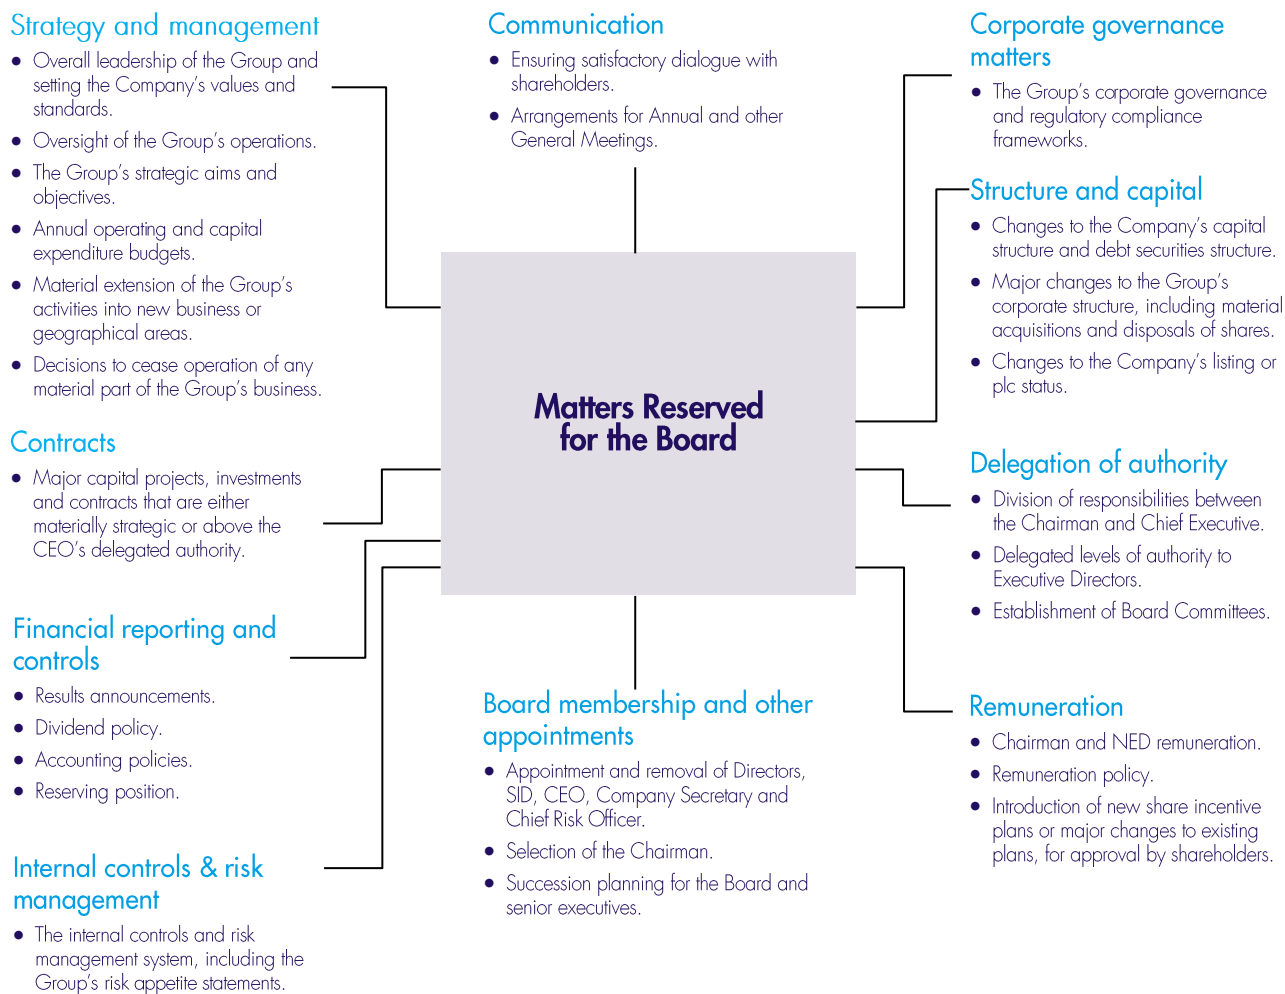 Strategy and management
• Overall leadership of the Group and
setting the Company's values and
standards.
• Oversight of the Group's operations.
• The Group's strategic aims and
objectives.
• Annual operating and capital
expenditure budgets.
• Material extension of the Group's
activities into new business or
geographical areas.
• Decisions to cease operation of any
material part of the Group's business.
Contracts
• Major capital projects, investments
and contracts that are either
materially strategic or above the
CEO's delegated authority.
Financial reporting and
controls
• Results announcements.
• Dividend policy.
• Accounting policies.
• Reserving position.
Internal controls & risk
management
• The internal controls and risk
management system, including the
Group's risk appetite statements.
Communication
• Ensuring satisfactory dialogue with
shareholders.
• Arrangements for Annual and other
General Meetings.
Matters Reserved
for the Board
Board membership and other
appointments
• Appointment and removal of Directors,
SID, CEO, Company Secretary and
Chief Risk Officer.
• Selection of the Chairman.
• Succession planning for the Board and
senior executives.
Corporate governance
matters
• The Group's corporate governance
and regulatory compliance
frameworks.
Structure and capital
• Changes to the Company's capital
structure and debt securities structure.
• Major changes to the Group's
corporate structure, including material
acquisitions and disposals of shares.
• Changes to the Company's listing or
plc status.
Delegation of authority
• Division of responsibilities between
the Chairman and Chief Executive.
• Delegated levels of authority to
Executive Directors.
• Establishment of Board Committees.
Remuneration
• Chairman and NED remuneration.
• Remuneration policy.
• Introduction of new share incentive
plans or major changes to existing
plans, for approval by shareholders.